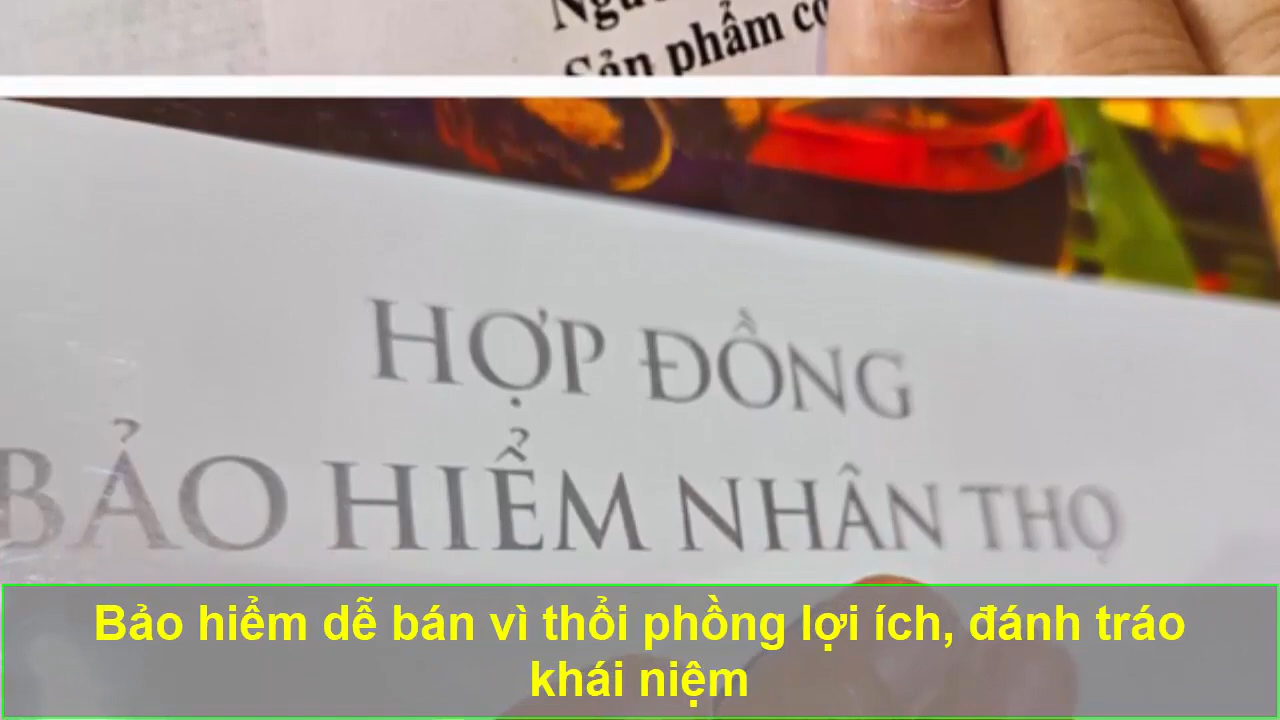 Sản phẩm
HỢP ĐỒNG
BẢO HIỂM NHÂN THỌ
Bảo hiểm dễ bán vì thổi phồng lợi ích, đánh tráo
khái niệm